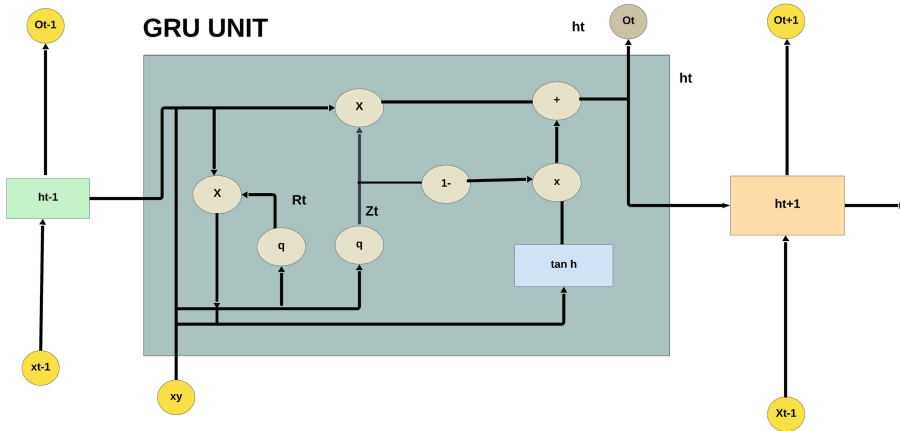 Ot-1
GRU UNIT
ht
Ot
Ot+1
ht
X
+
ht-1
X
Rt
Zt
1-
x
ht+1
q
q
tan h
xt-1
xy
Xt-1